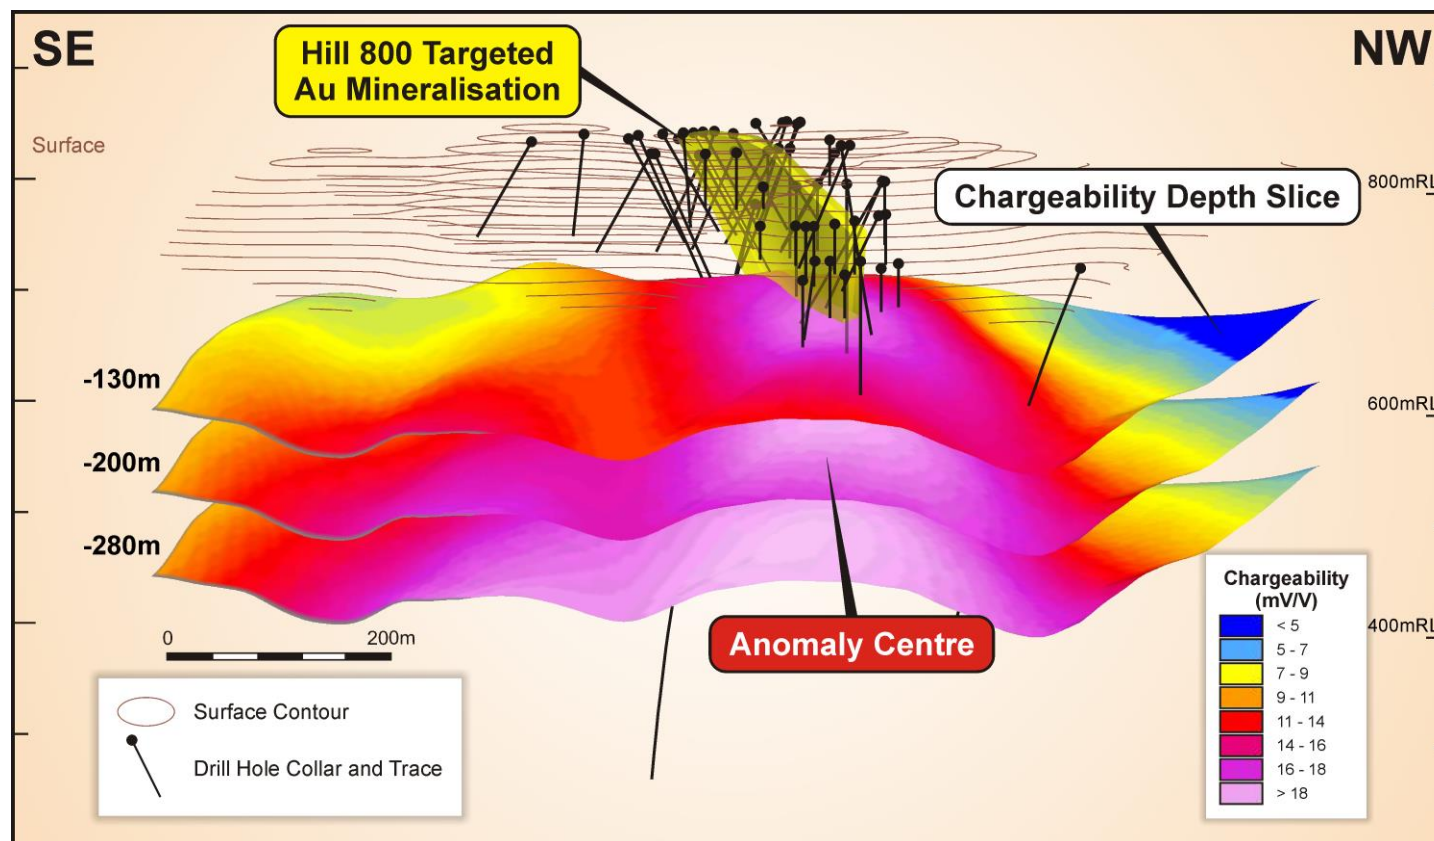 SE
NW
Hill 800 Targeted
Au Mineralisation
Surface
Chargeability Depth Slice
800mRL
-130m
600mRL
-200m
-280m
Anomaly Centre
400mRL
0 200m
Surface Contour
Drill Hole Collar and Trace
Chargeability
(mV/V)
< 5
5 - 7
7 - 9
9 - 11
11 - 14
14 - 16
16 - 18
> 18